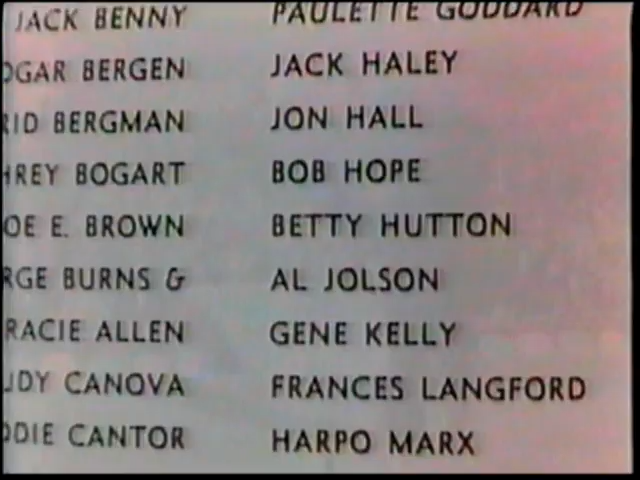 JACK BENNY
DGAR BERGEN
RID BERGMAN
HREY BOGART
OE E. BROWN
RGE BURNS &
RACIE ALLEN
UDY CANOVA
DDIE CANTOR
PAULETTE GODDARD
JACK HALEY
JON HALL
BOB HOPE
BETTY HUTTON
AL JOLSON
GENE KELLY
FRANCES LANGFORD
HARPO MARX